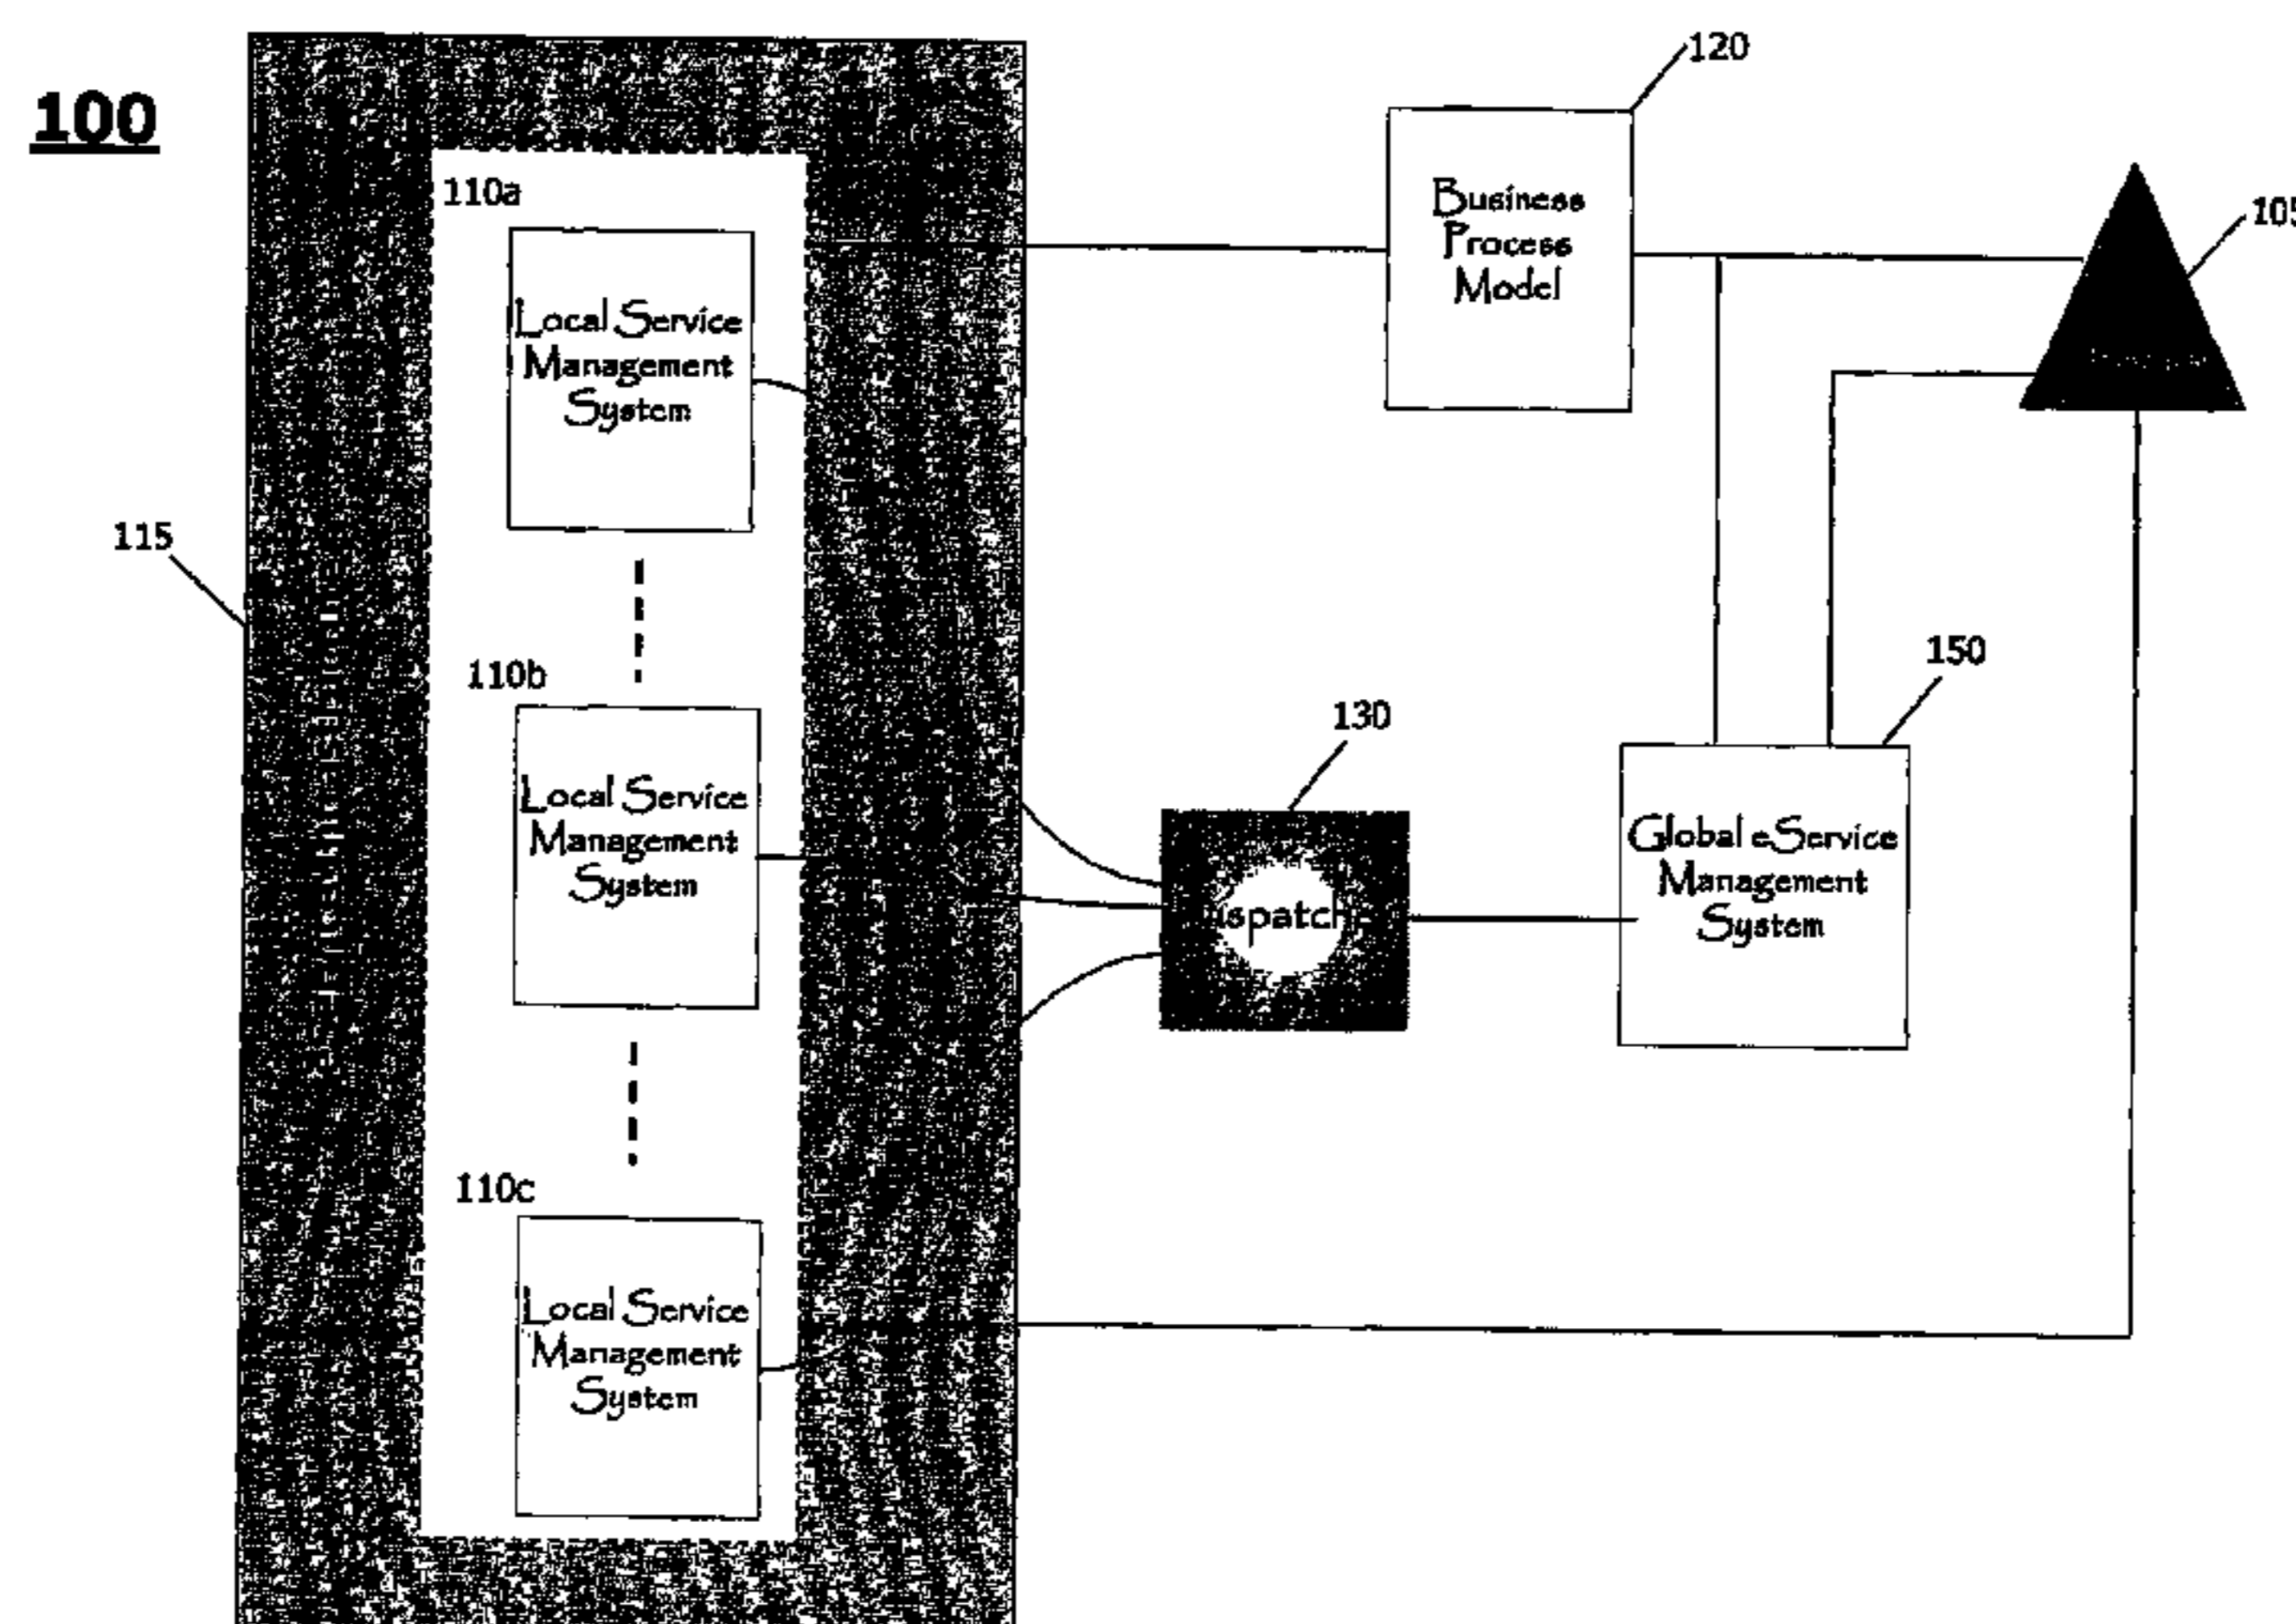 100
120
105
110a
Business
Process
Model
Local Service
Management
System
115
110b
150
130
Local Service
Management
System
Global eService
Management
System
110c
Local Service
Management
System